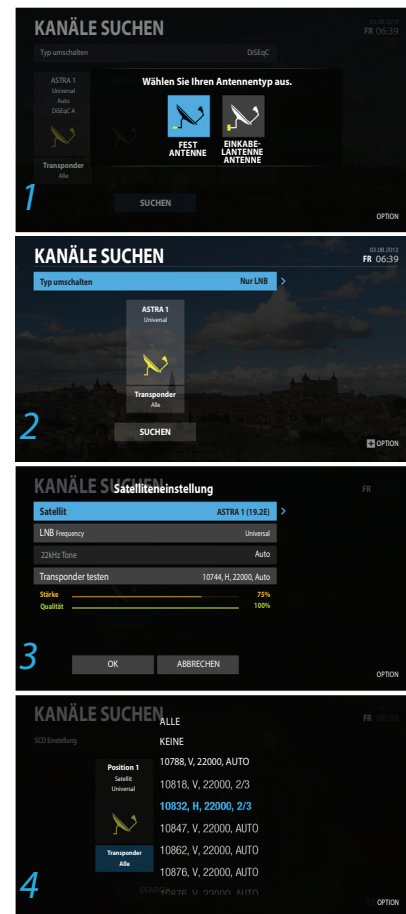 KANÄLE SUCHEN
03.08.2012
FR 06:39
Typ umschalten DiSEqC
ASTRA 1
Universal
Auto
DiSEqC A
Transponder
Alle
Wählen Sie Ihren Antennentyp aus.
FEST
ANTENNE
EINKABE-
LANTENNE
ANTENNE
SUCHEN
1
OPTION
KANÄLE SUCHEN
03.08.2012
FR 06:39
Typ umschalten Nur LNB
ASTRA 1
Universal
Transponder
Alle
SUCHEN
2
OPTION
KANÄLE SUCHEN
Satelliteneinstellung
FR
Satellit ASTRA 1 (19.2E)
LNB Frequency Universal
22kHz Tone Auto
Transponder testen 10744, H, 22000, Auto
Stärke 75%
Qualität 100%
OK ABBRECHEN
3
OPTION
KANÄLE SUCHEN
FR 06:39
SCD Einstellung
Position 1
Satellit
Universal
Transponder
Alle
ALLE
KEINE
10788, V, 22000, AUTO
10818, V, 22000, 2/3
10832, H, 22000, 2/3
10847, V, 22000, AUTO
10862, V, 22000, AUTO
10876, V, 22000, AUTO
10876, V, 22000, AUTO
4
OPTION